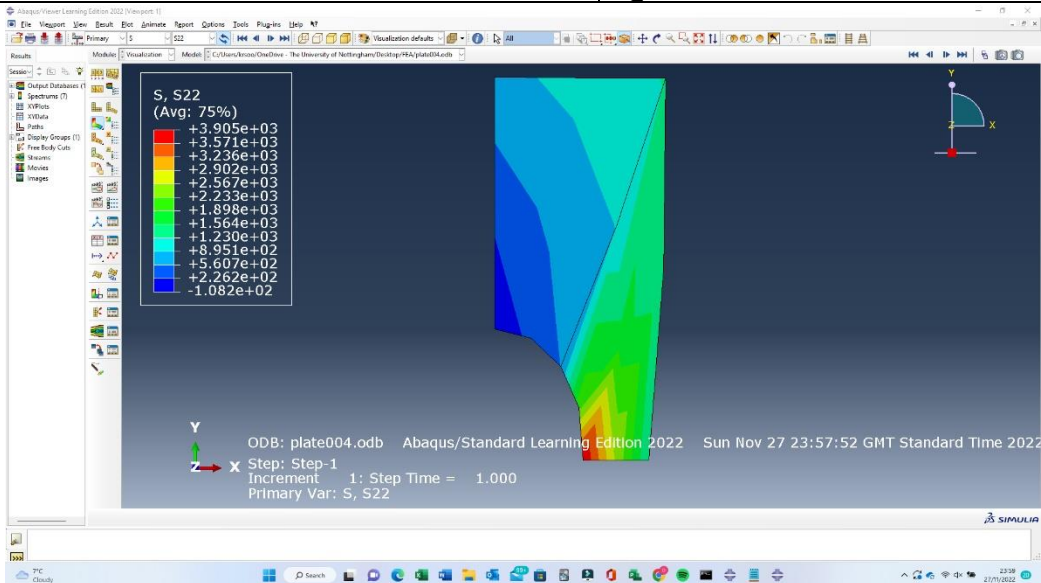 Abaqus/Viewer Learning Edition 2022 [Viewport: 1]
File Viewport View Result Plot Animate Report Options Tools Plug-ins Help
Primary S S22 Visualization defaults All
Results Module: Visualization Model: C:/Users/knsoo/OneDrive - The University of Nottingham/Desktop/FEA/plate004.odb
Output Databases (1
Spectrums (7)
XYPlots
XYData
Paths
Display Groups (1)
Free Body Cuts
Streams
Movies
Images
S, S22
(Avg: 75%)
+3.905e+03
+3.571e+03
+3.236e+03
+2.902e+03
+2.567e+03
+2.233e+03
+1.898e+03
+1.564e+03
+1.230e+03
+8.951e+02
+5.607e+02
+2.262e+02
-1.082e+02
Y
Z X
Y
Z X
ODB: plate004.odb Abaqus/Standard Learning Edition 2022 Sun Nov 27 23:57:52 GMT Standard Time 2022
Step: Step-1
Increment 1: Step Time = 1.000
Primary Var: S, S22
SIMULIA
7°C
Cloudy
Search
23:58
27/11/2022